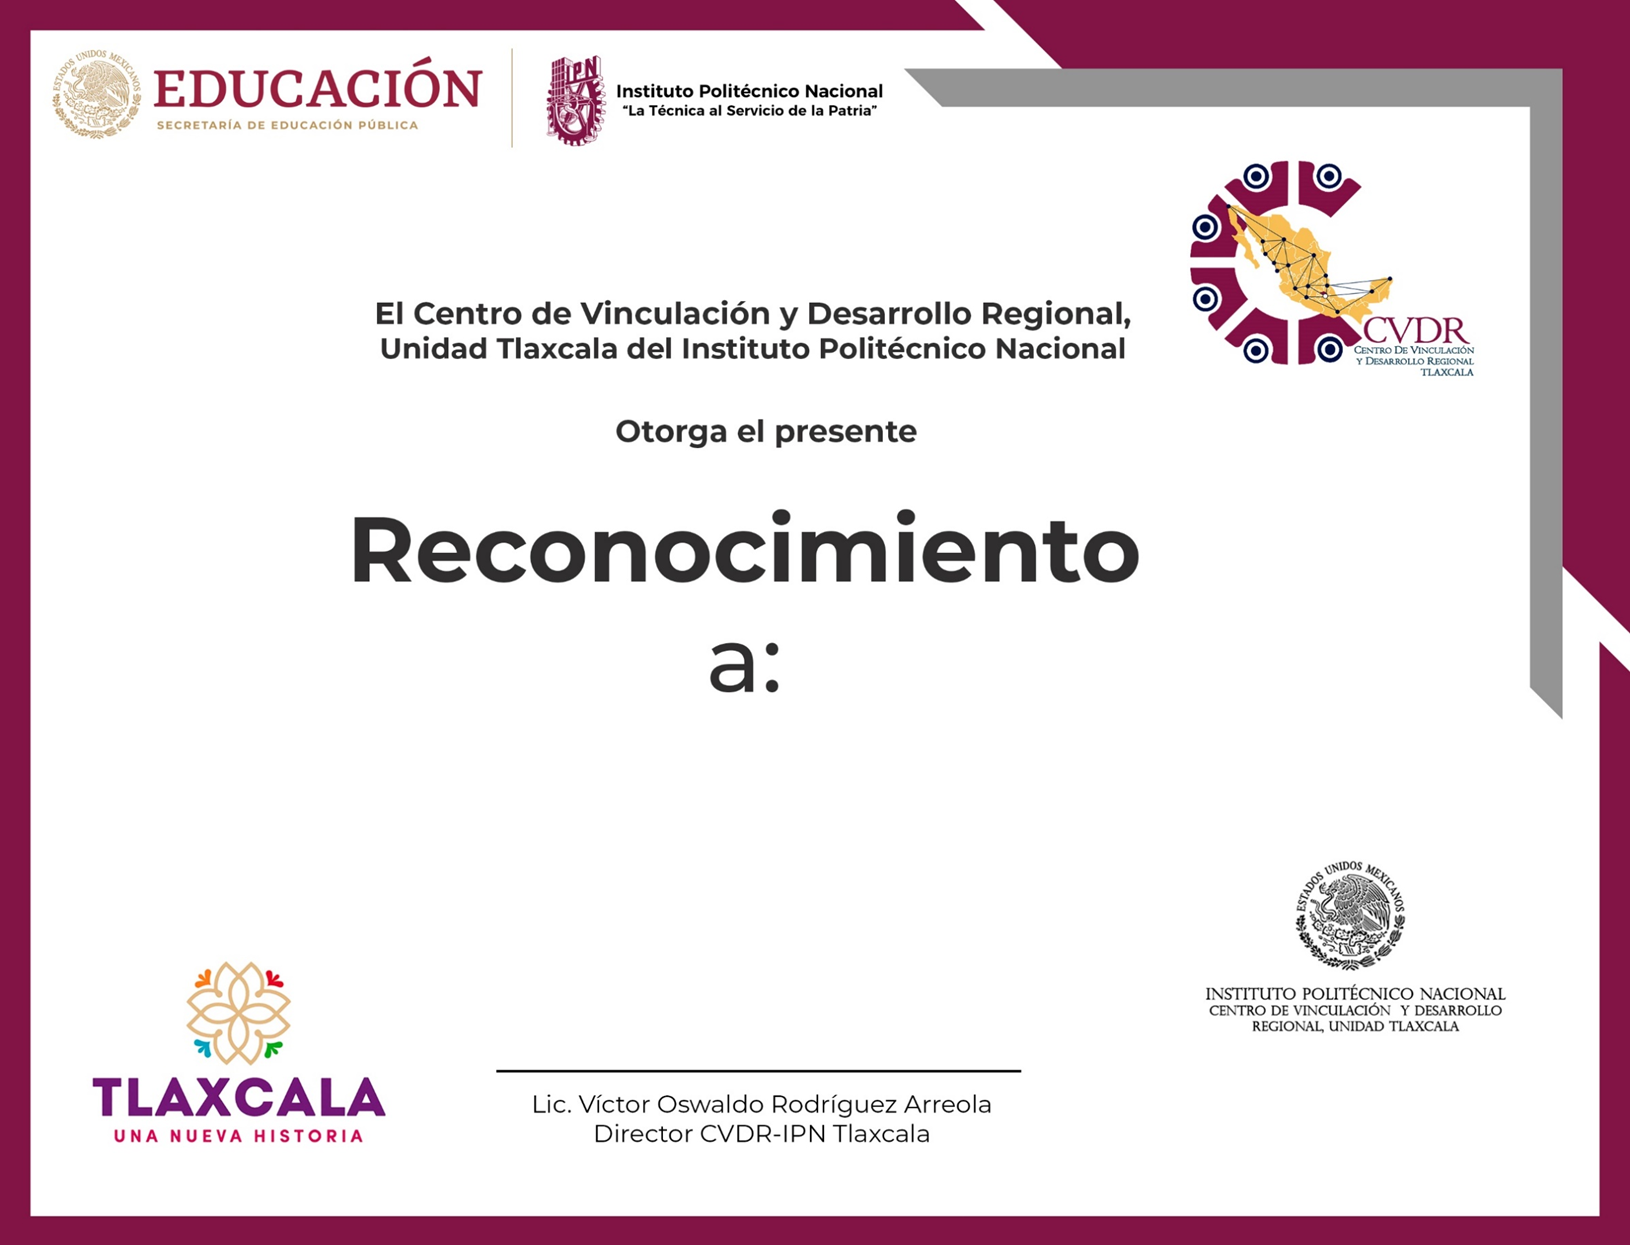 ESTADOS UNIDOS MEXICANOS
EDUCACIÓN
SECRETARÍA DE EDUCACIÓN PÚBLICA
IPN
Instituto Politécnico Nacional
“La Técnica al Servicio de la Patria”
CVDR
CENTRO DE VINCULACIÓN
Y DESARROLLO REGIONAL
TLAXCALA
El Centro de Vinculación y Desarrollo Regional,
Unidad Tlaxcala del Instituto Politécnico Nacional
Otorga el presente
Reconocimiento
a:
ESTADOS UNIDOS MEXICANOS
INSTITUTO POLITÉCNICO NACIONAL
CENTRO DE VINCULACIÓN Y DESARROLLO
REGIONAL, UNIDAD TLAXCALA
TLAXCALA
UNA NUEVA HISTORIA
Lic. Víctor Oswaldo Rodríguez Arreola
Director CVDR-IPN Tlaxcala